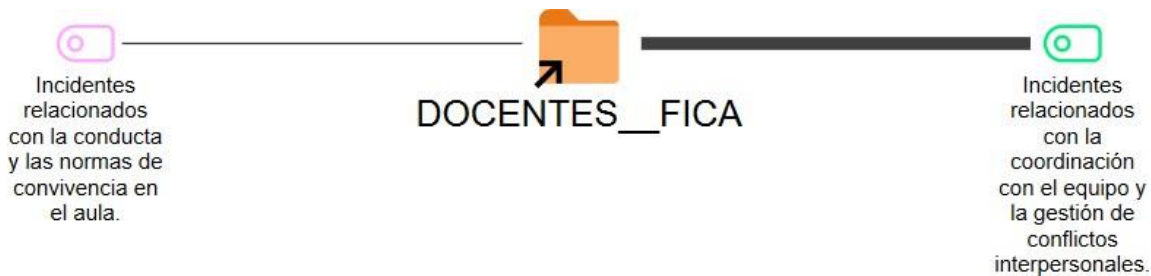 Incidentes
relacionados
con la conducta
y las normas de
convivencia en
el aula.
DOCENTES__FICA
Incidentes
relacionados
con la
coordinación
con el equipo y
la gestión de
conflictos
interpersonales.